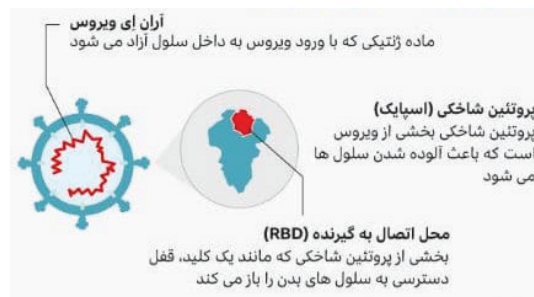 آران اِی ویروس
ماده ژنتیکی که با ورود ویروس به داخل سلول آزاد می شود
پروتئین شاخکی (اسپایک)
پروتئین شاخکی بخشی از ویروس
است که باعث آلوده شدن سلول ها
می شود
محل اتصال به گیرنده (RBD)
بخشی از پروتئین شاخکی که مانند یک کلید، قفل
دسترسی به سلول های بدن را باز می کند